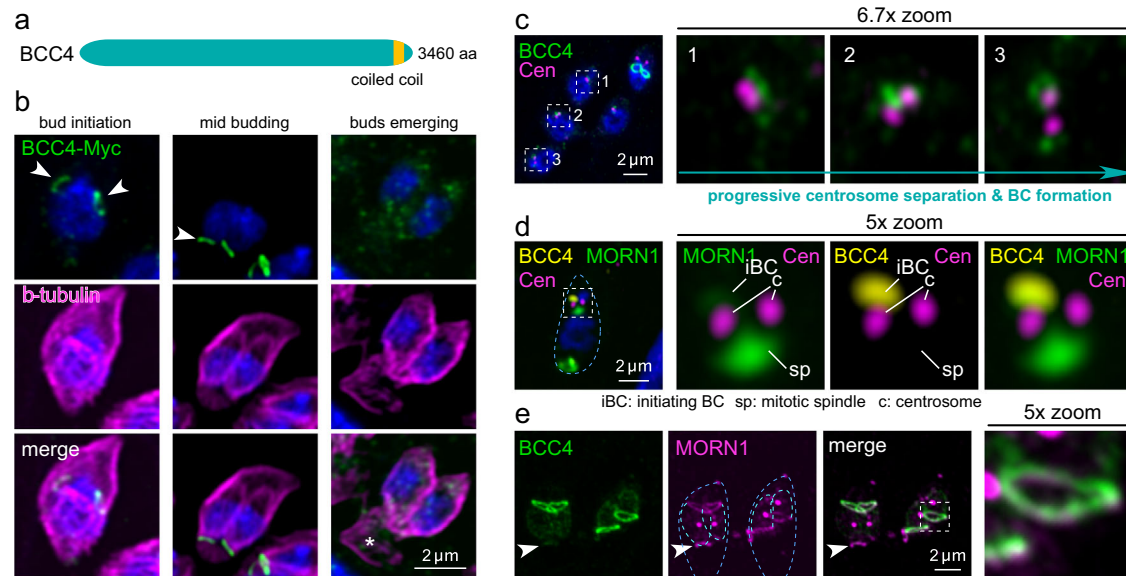 a
BCC4
3460 aa
coiled coil
b
bud initiation
mid budding
buds emerging
BCC4-Myc
b-tubulin
merge
*
2 µm
c
6.7x zoom
BCC4
Cen
1
2
3
2 µm
1
2
3
progressive centrosome separation & BC formation
d
5x zoom
BCC4 MORN1
Cen
2 µm
MORN1 Cen
iBC
c
sp
BCC4 Cen
iBC
c
sp
BCC4 MORN1
Cen
iBC: initiating BC sp: mitotic spindle c: centrosome
e
5x zoom
BCC4
MORN1
merge
2 µm